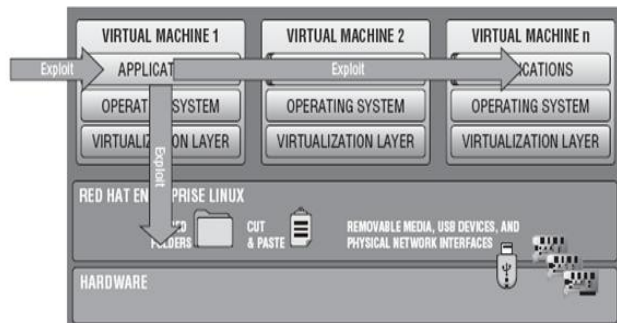 VIRTUAL MACHINE 1
VIRTUAL MACHINE 2
VIRTUAL MACHINE n
Exploit
APPLICAT
Exploit
ICATIONS
OPERAT SYSTEM
OPERATING SYSTEM
OPERATING SYSTEM
VIRTUALIZ LAYER
VIRTUALIZATION LAYER
VIRTUALIZATION LAYER
Exploit
RED HAT EN PRISE LINUX
ED
FOLDERS
CUT
& PASTE
REMOVABLE MEDIA, USB DEVICES, AND
PHYSICAL NETWORK INTERFACES
HARDWARE